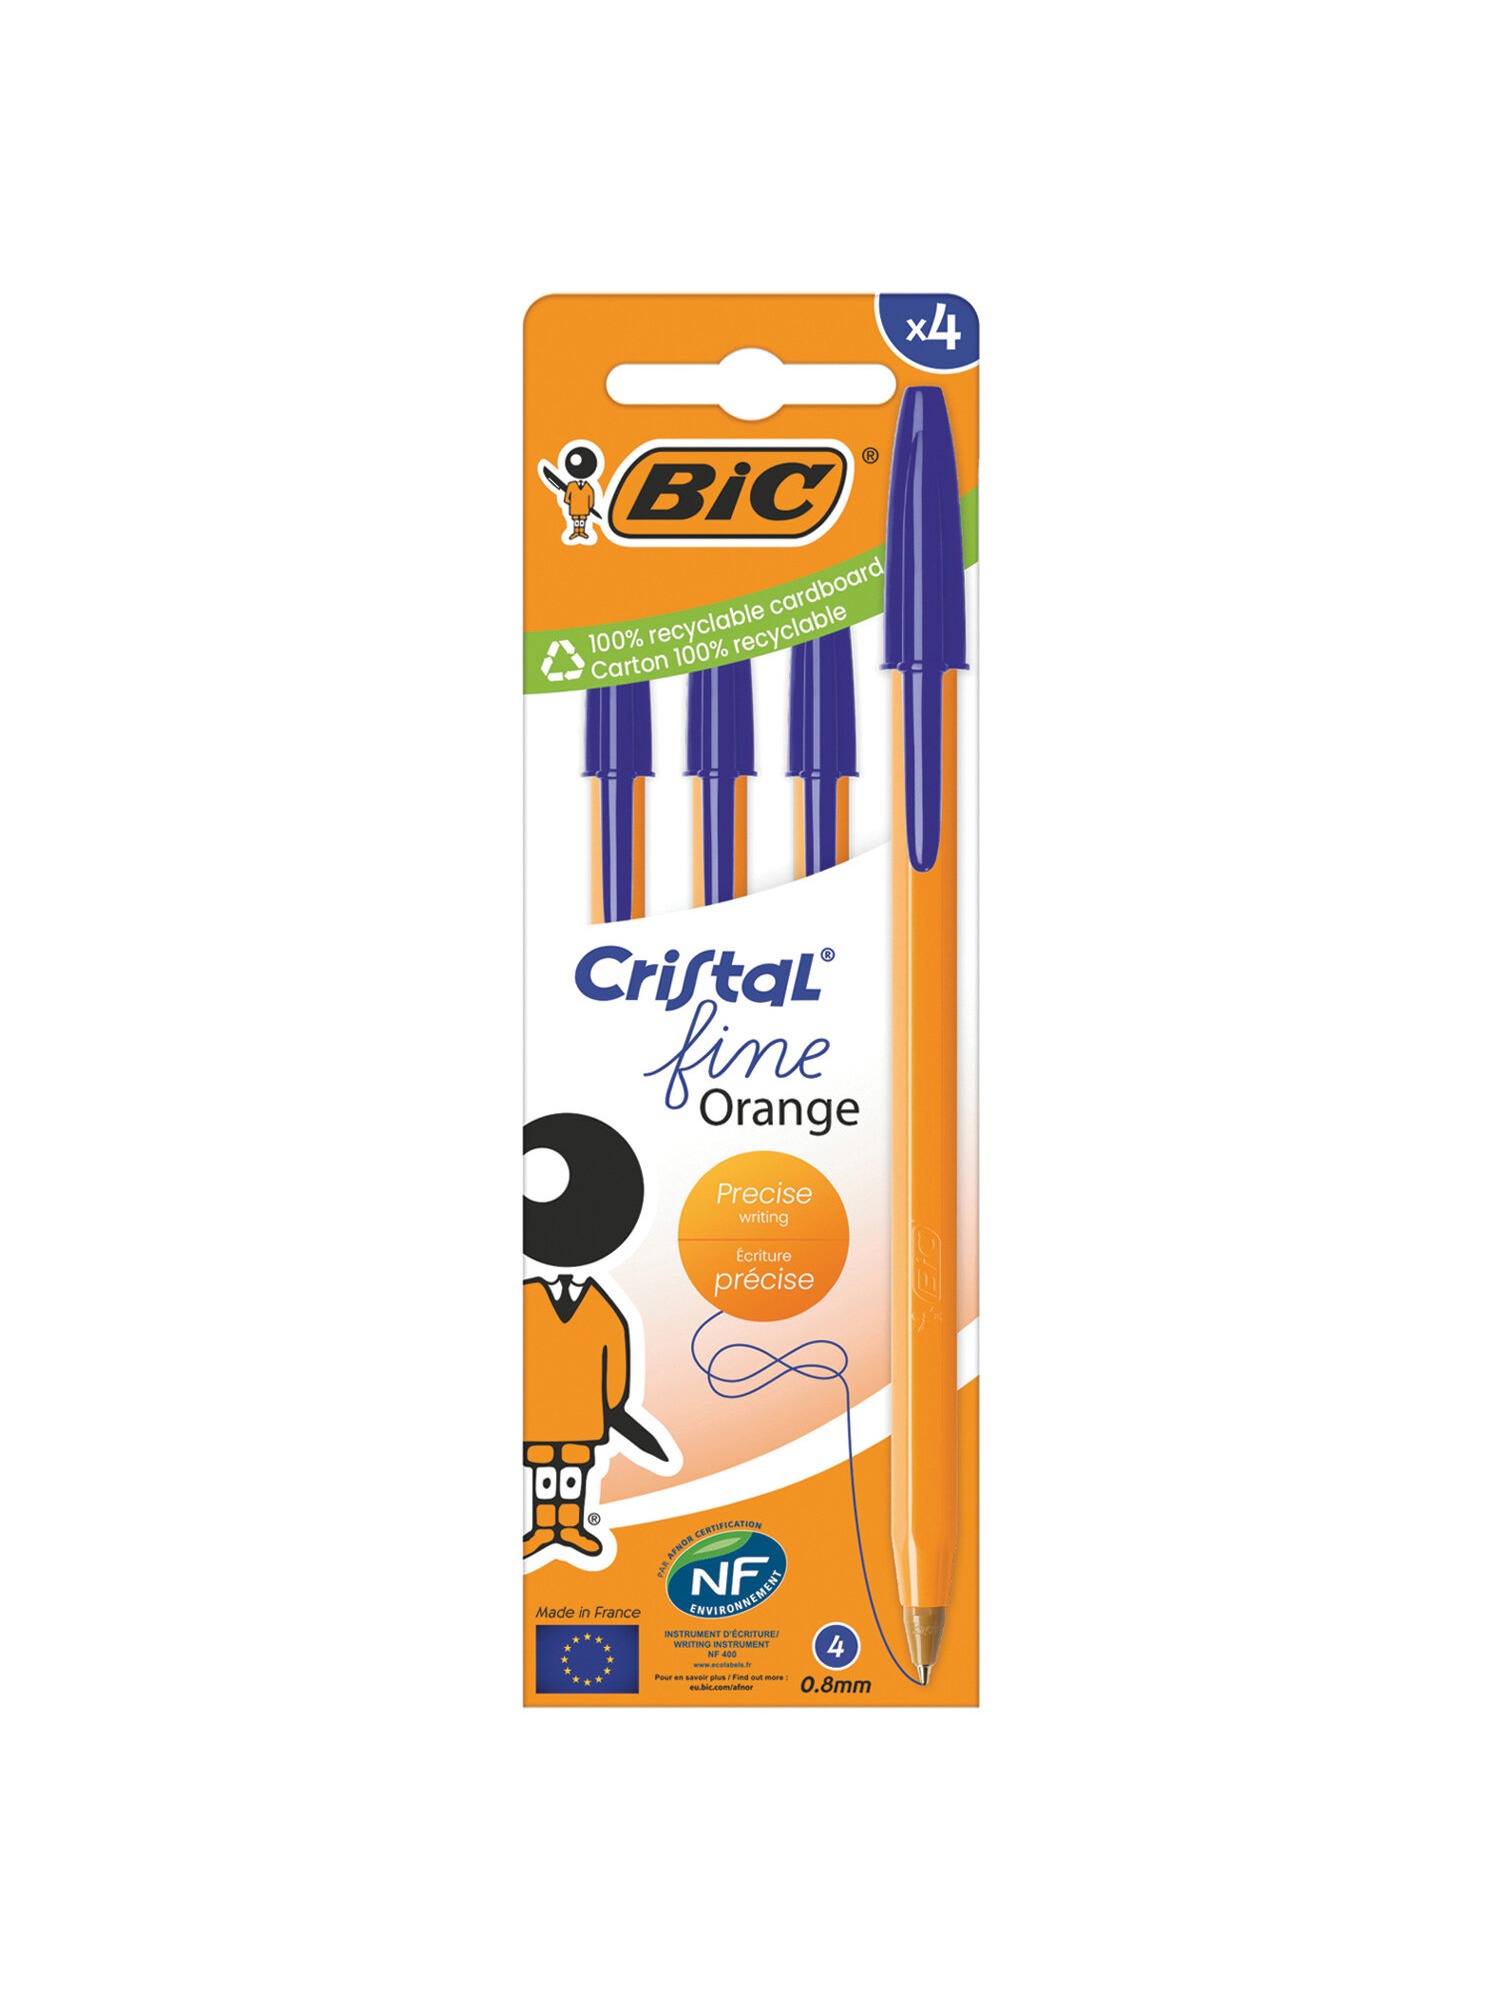 x4
BiC®
100% recyclable cardboard
Carton 100% recyclable
Cristal®
fine
Orange
Precise
writing
Écriture
précise
BiC
®
PAR AFNOR CERTIFICATION
NF
ENVIRONNEMENT
Made in France
INSTRUMENT D'ÉCRITURE/
WRITING INSTRUMENT
NF 400
www.ecolabels.fr
Pour en savoir plus / Find out more :
eu.bic.com/afnor
4
0.8mm